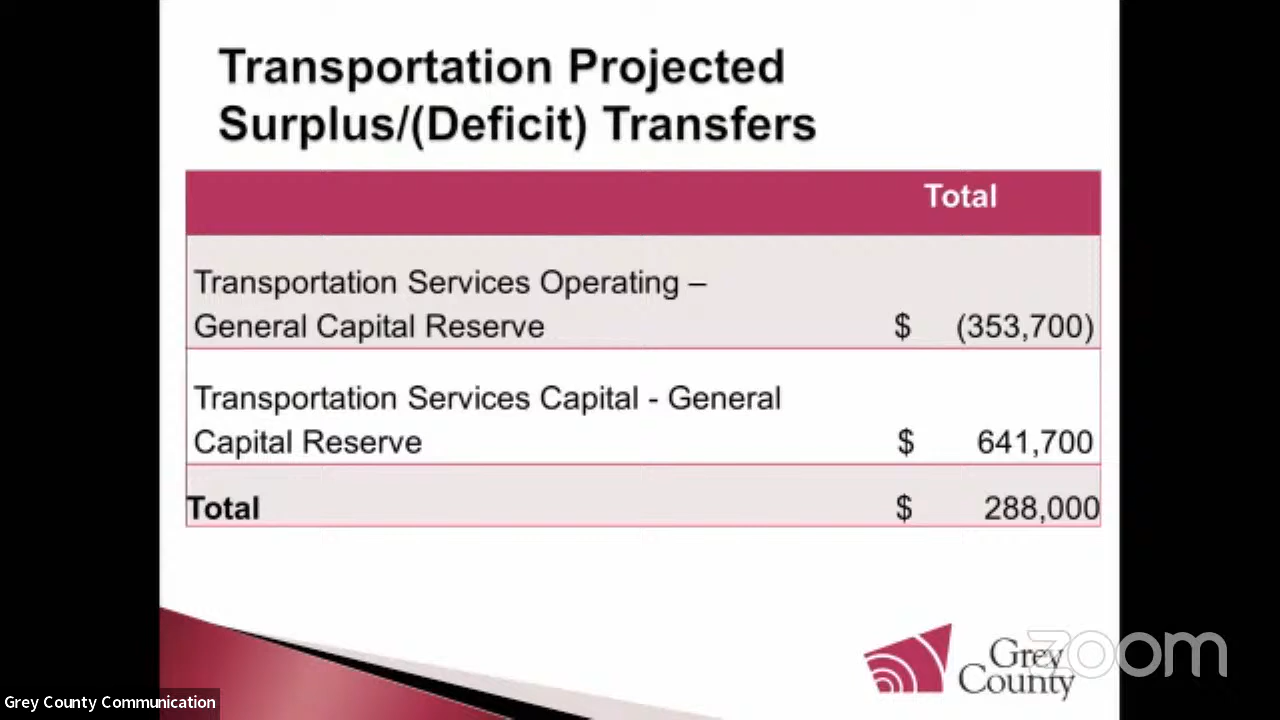 Transportation Projected
Surplus/(Deficit) Transfers
Total
Transportation Services Operating –
General Capital Reserve $ (353,700)
Transportation Services Capital - General
Capital Reserve $ 641,700
Total $ 288,000
Grey
County
zoom
Grey County Communication